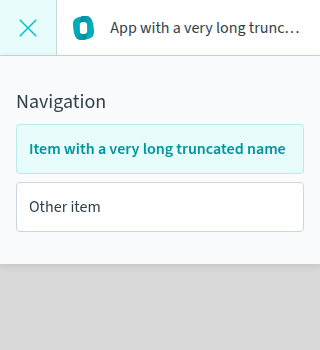 App with a very long trunc…
Navigation
Item with a very long truncated name
Other item